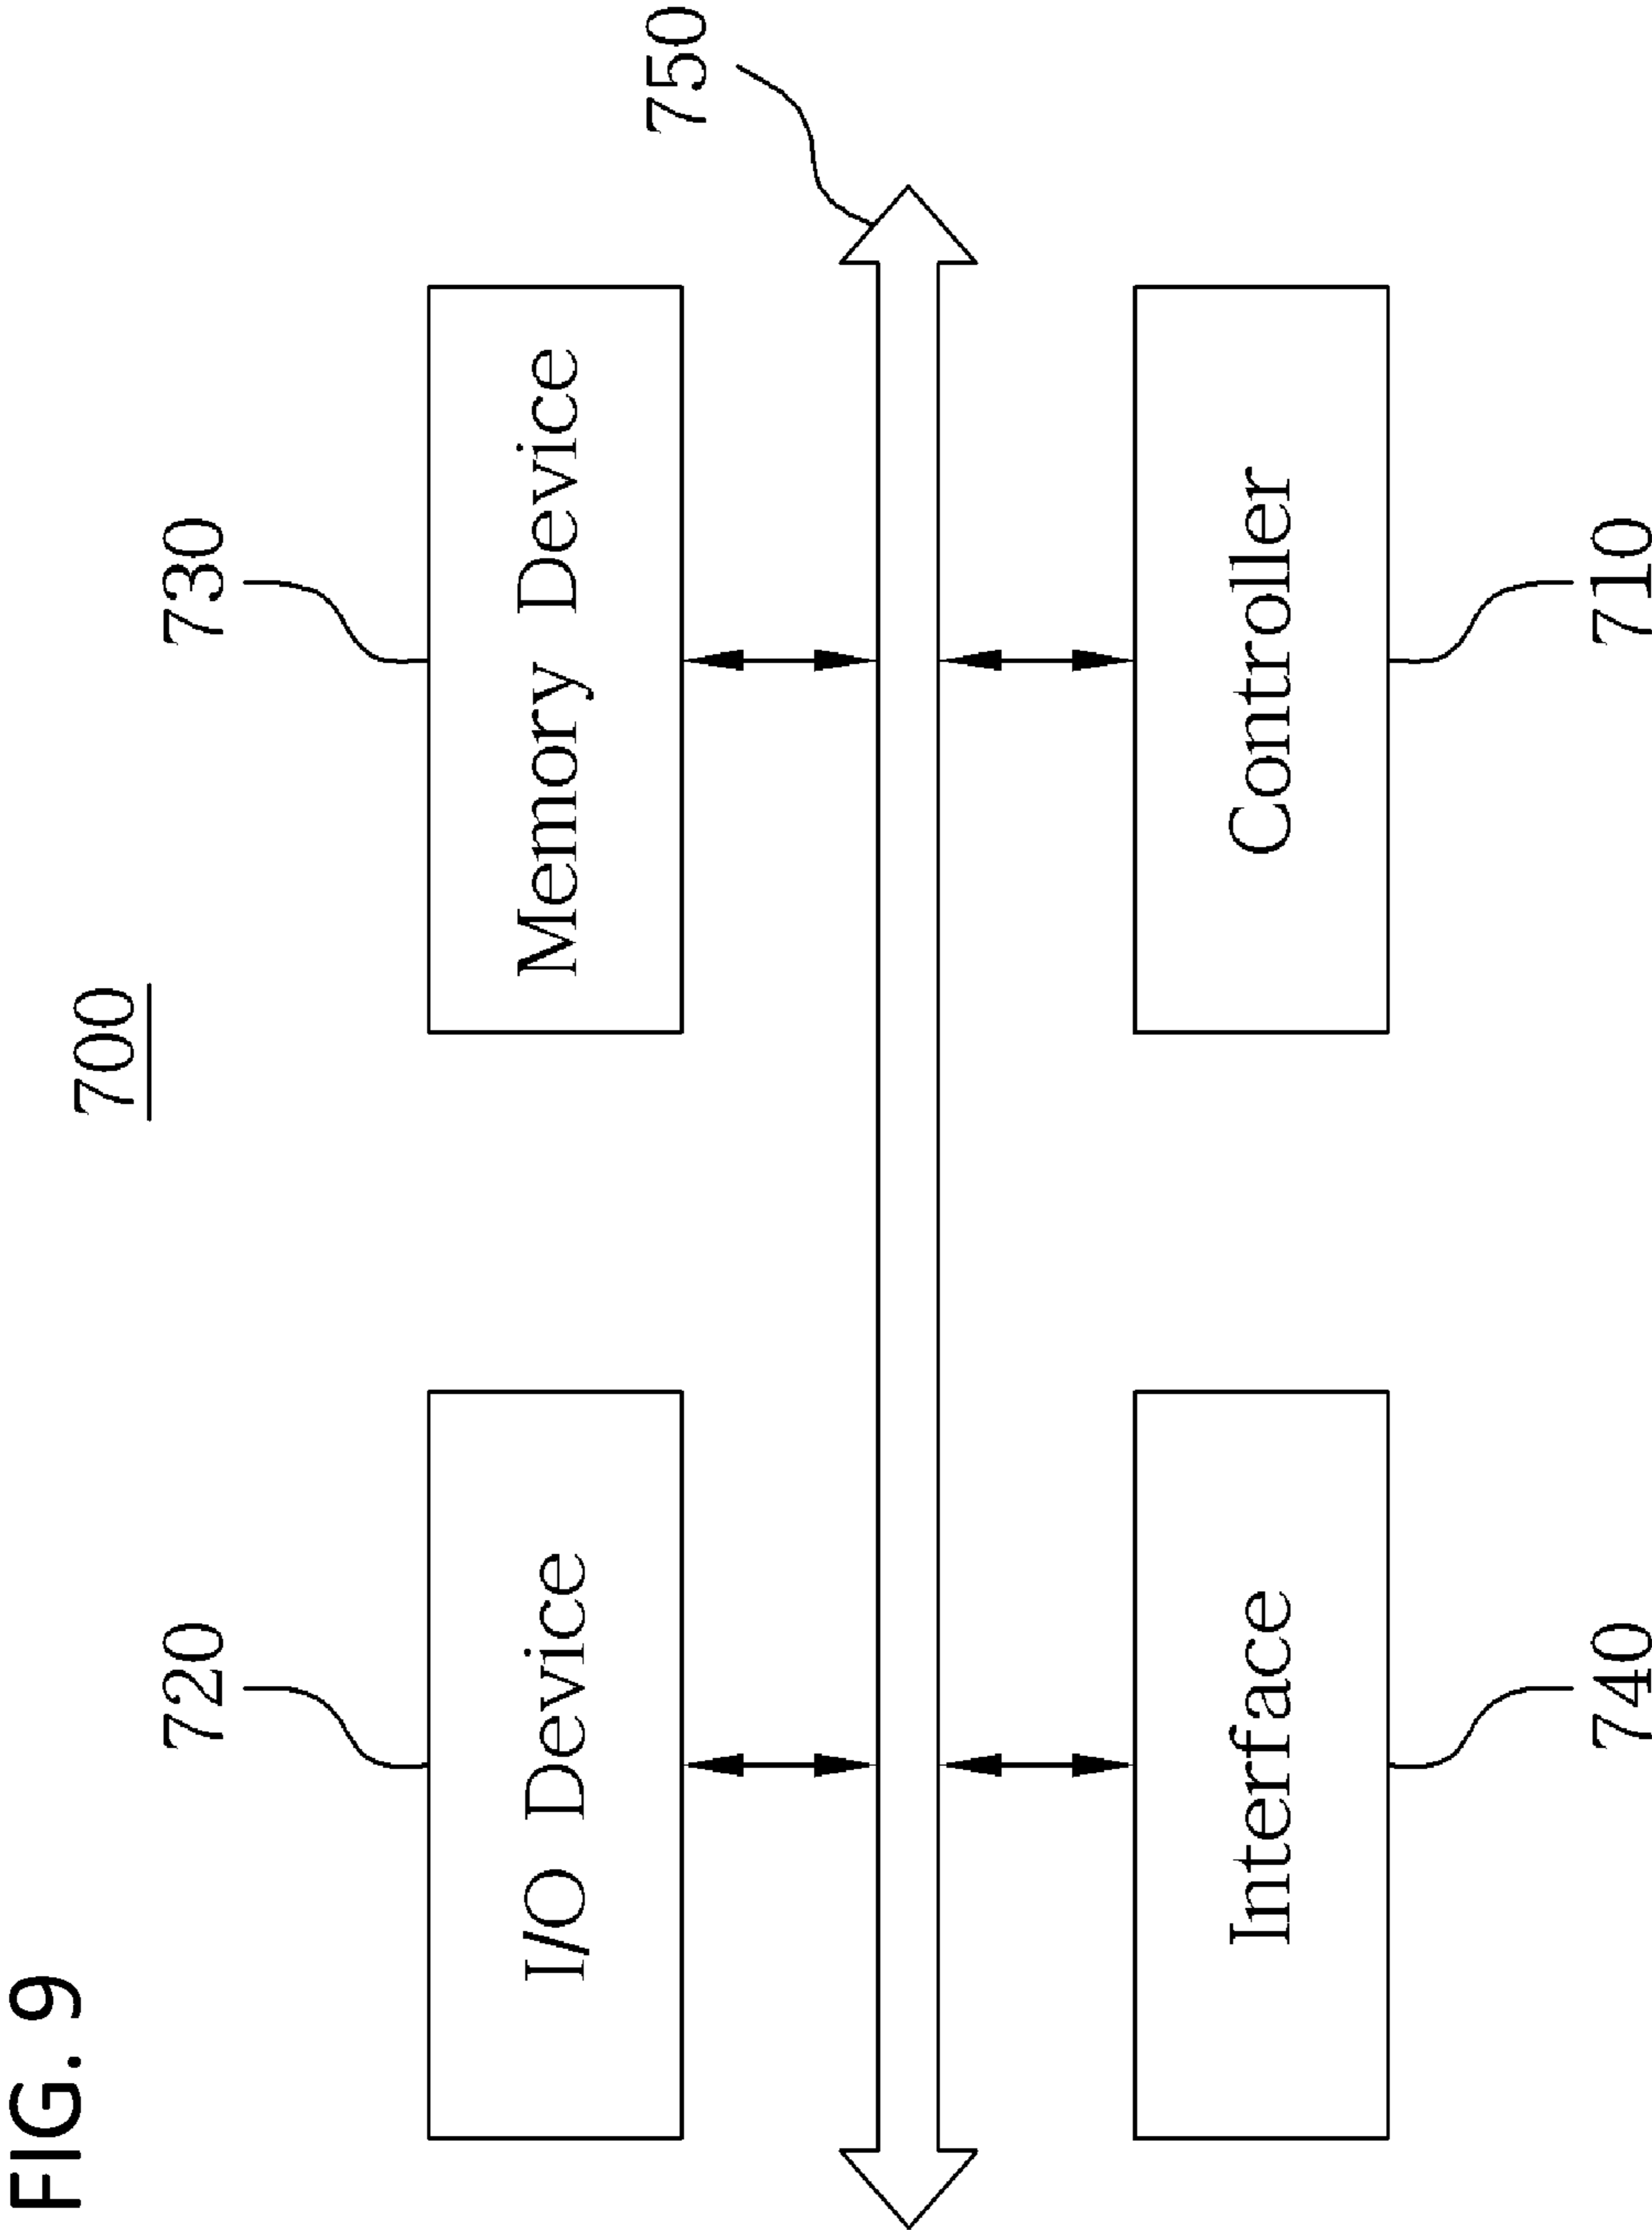 FIG. 9
700
720
730
I/O Device
Memory Device
750
Interface
Controller
740
710